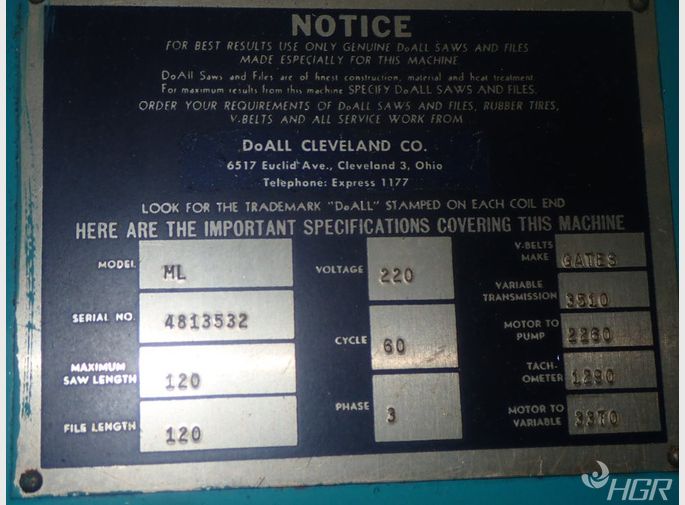 NOTICE
FOR BEST RESULTS USE ONLY GENUINE DoALL SAWS AND FILES
MADE ESPECIALLY FOR THIS MACHINE
DoAll Saws and Files are of finest construction, material and heat treatment.
For maximum results from this machine SPECIFY DoALL SAWS AND FILES.
ORDER YOUR REQUIREMENTS OF DoALL SAWS AND FILES, RUBBER TIRES,
V-BELTS AND ALL SERVICE WORK FROM...
DoALL CLEVELAND CO.
6517 Euclid Ave., Cleveland 3, Ohio
Telephone: Express 1177
LOOK FOR THE TRADEMARK "DoALL" STAMPED ON EACH COIL END
HERE ARE THE IMPORTANT SPECIFICATIONS COVERING THIS MACHINE
MODEL ML
SERIAL NO. 4813532
MAXIMUM
SAW LENGTH 120
FILE LENGTH 120
VOLTAGE 220
CYCLE 60
PHASE 3
V-BELTS
MAKE GATES
VARIABLE
TRANSMISSION 3510
MOTOR TO
PUMP 2260
TACH-
OMETER 1290
MOTOR TO
VARIABLE 3370
HGR